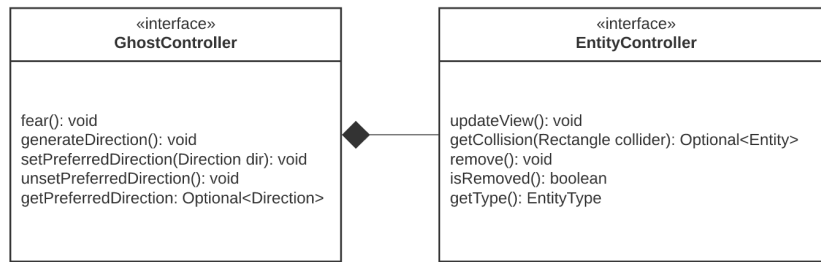 «interface»
GhostController
fear(): void
generateDirection(): void
setPreferredDirection(Direction dir): void
unsetPreferredDirection(): void
getPreferredDirection: Optional<Direction>
«interface»
EntityController
updateView(): void
getCollision(Rectangle collider): Optional<Entity>
remove(): void
isRemoved(): boolean
getType(): EntityType